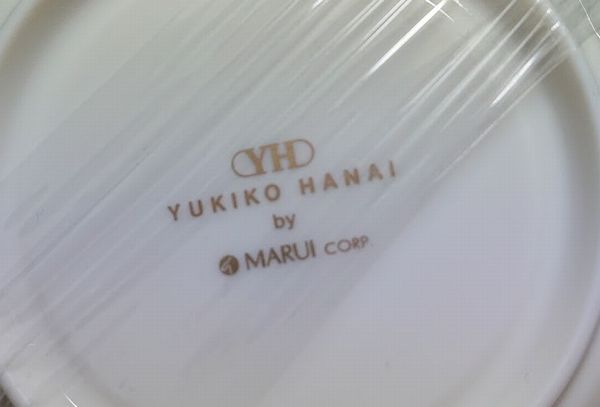 YH
YUKIKO HANAI
by
MARUI CORP.